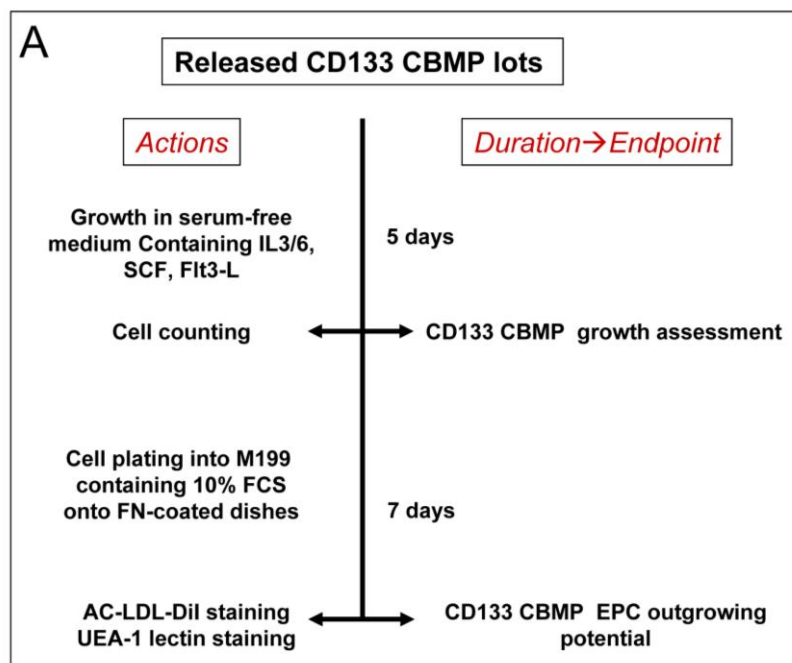 A
Released CD133 CBMP lots
Actions
Duration→Endpoint
Growth in serum-free
medium Containing IL3/6,
SCF, Flt3-L
5 days
Cell counting
CD133 CBMP growth assessment
Cell plating into M199
containing 10% FCS
onto FN-coated dishes
7 days
AC-LDL-DiI staining
UEA-1 lectin staining
CD133 CBMP EPC outgrowing
potential